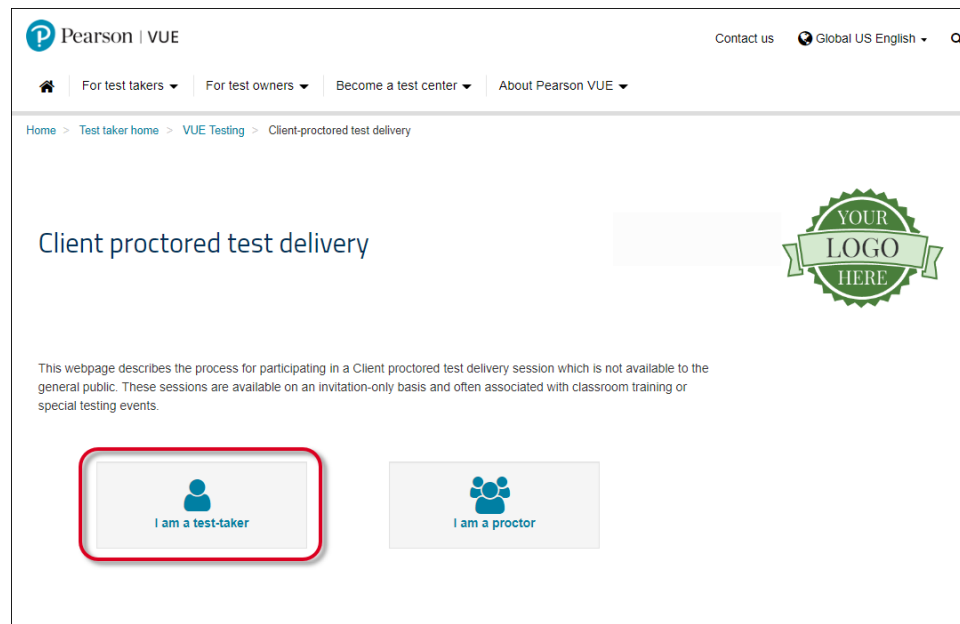 Pearson | VUE
Contact us
Global US English
For test takers
For test owners
Become a test center
About Pearson VUE
Home > Test taker home > VUE Testing > Client-proctored test delivery
Client proctored test delivery
YOUR
LOGO
HERE
This webpage describes the process for participating in a Client proctored test delivery session which is not available to the
general public. These sessions are available on an invitation-only basis and often associated with classroom training or
special testing events.
I am a test-taker
I am a proctor